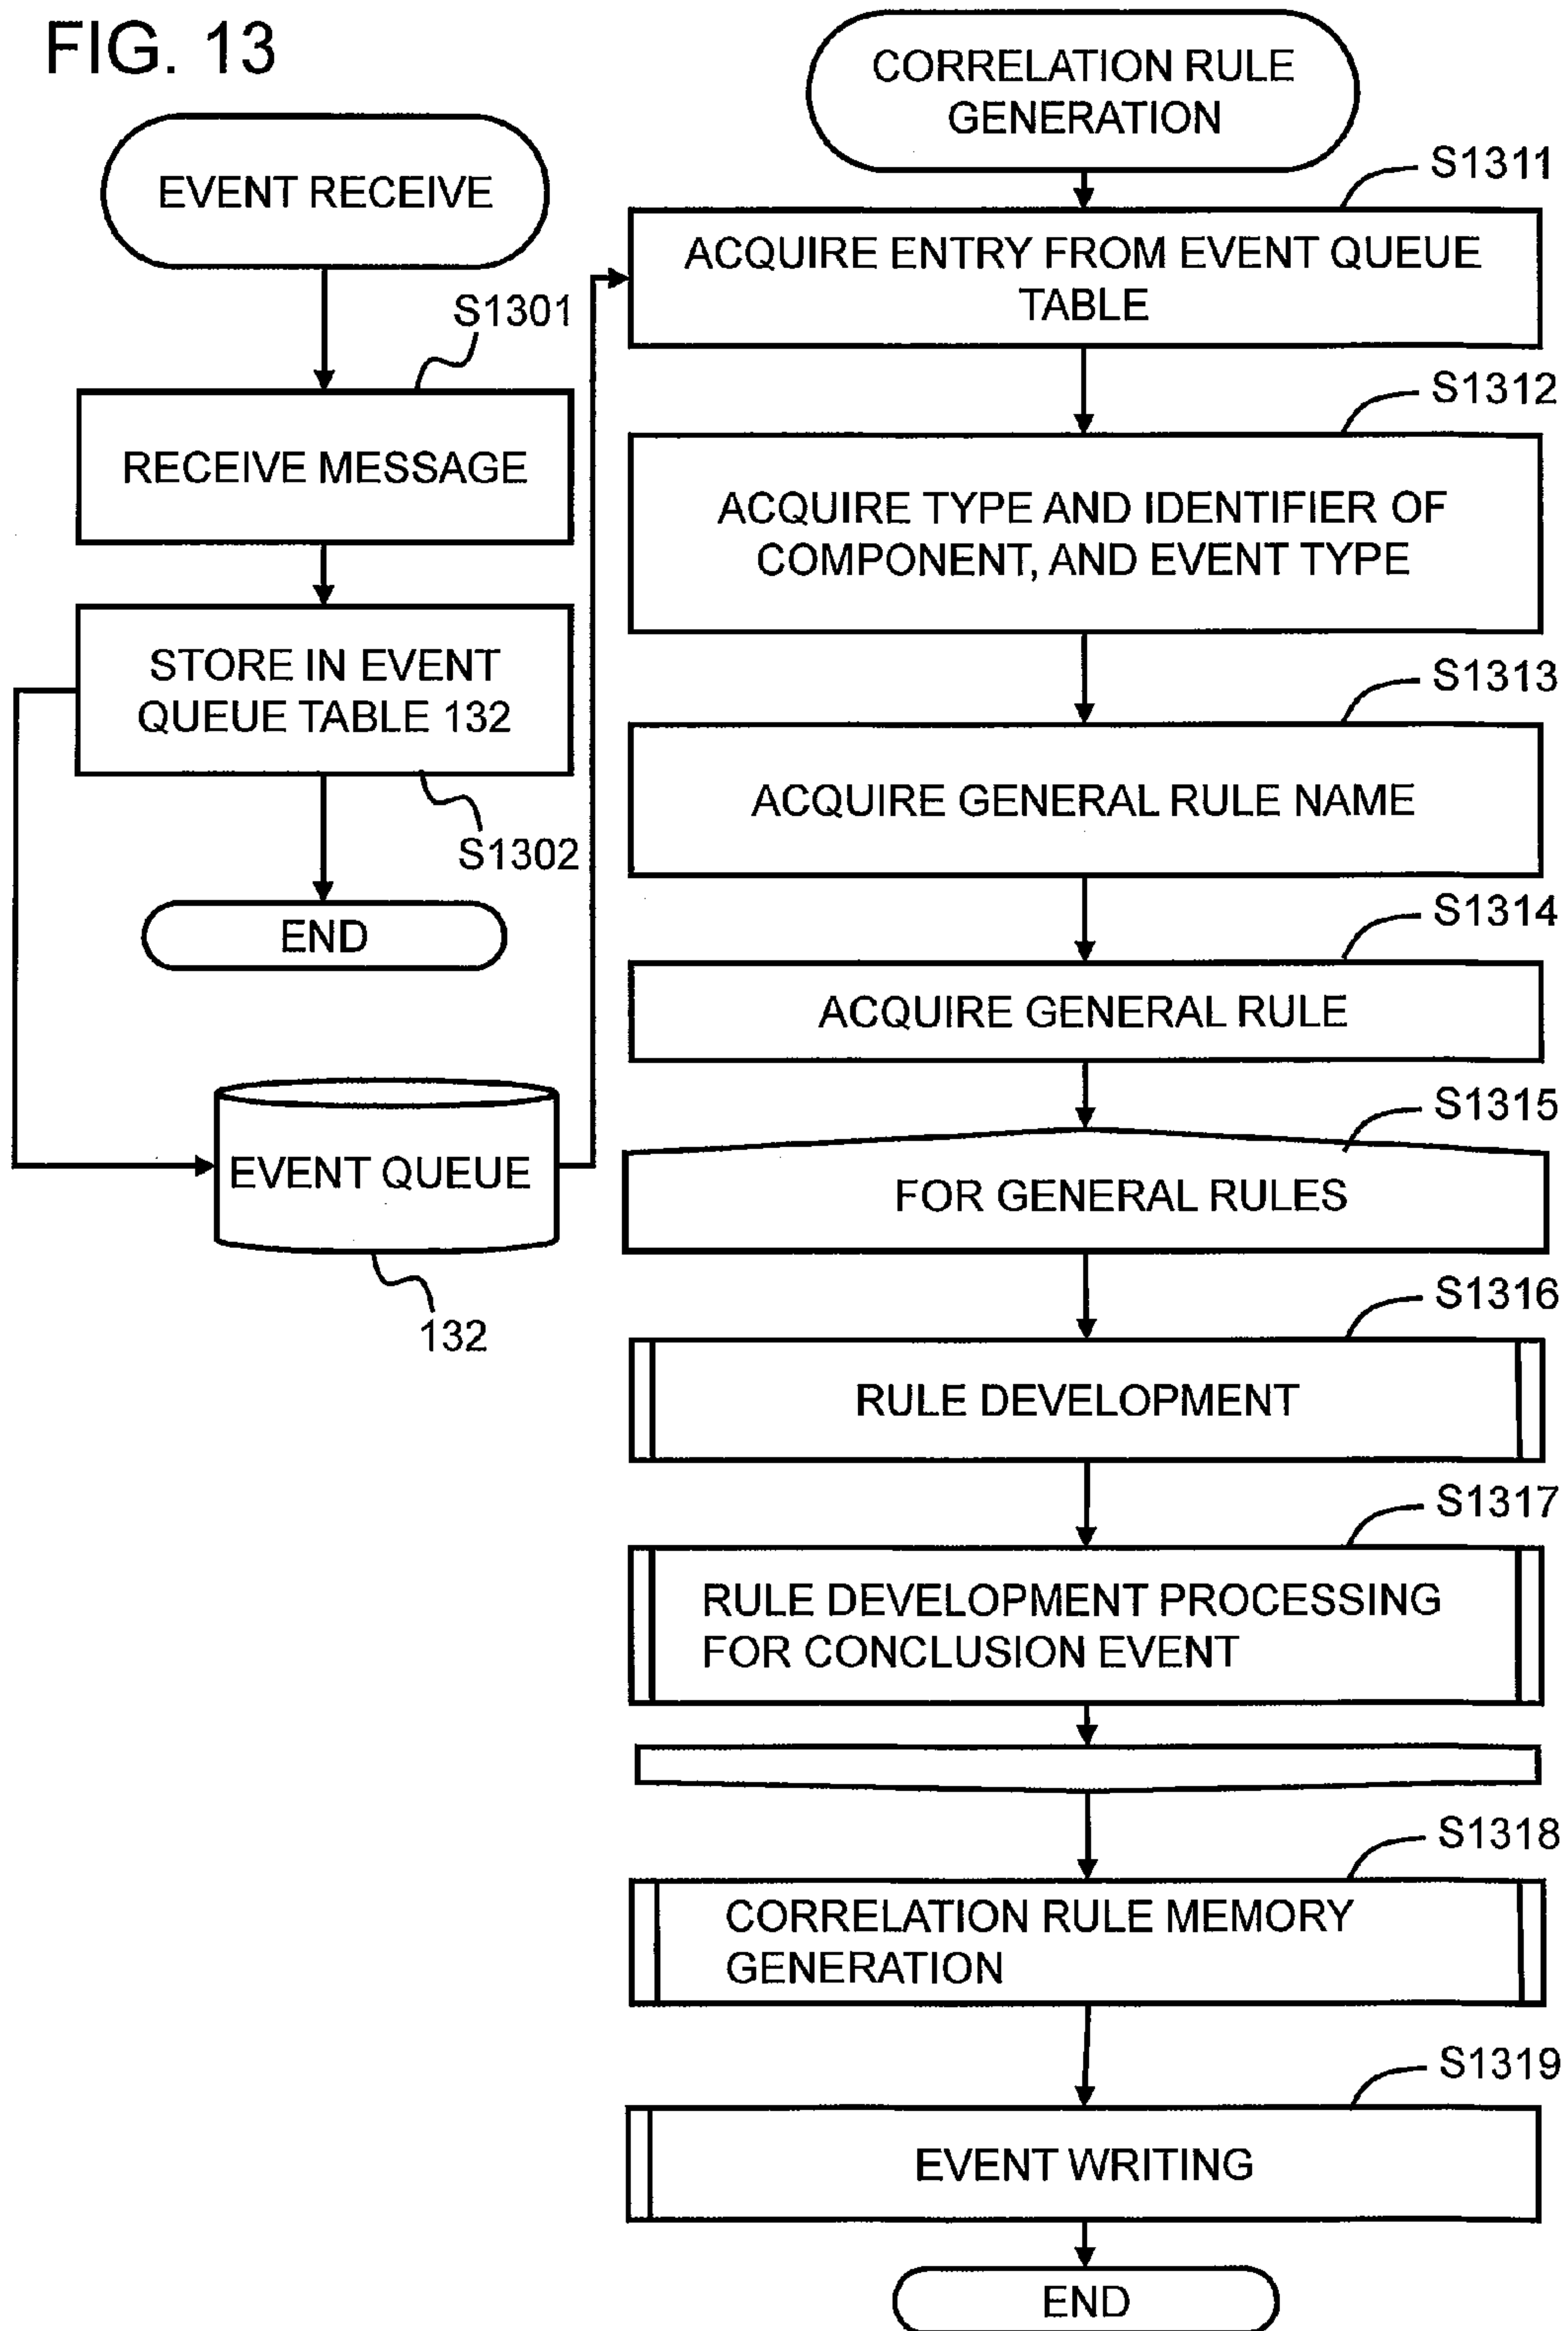 FIG. 13
EVENT RECEIVE
S1301
RECEIVE MESSAGE
STORE IN EVENT
QUEUE TABLE 132
S1302
END
EVENT QUEUE
132
CORRELATION RULE
GENERATION
S1311
ACQUIRE ENTRY FROM EVENT QUEUE
TABLE
S1312
ACQUIRE TYPE AND IDENTIFIER OF
COMPONENT, AND EVENT TYPE
S1313
ACQUIRE GENERAL RULE NAME
S1314
ACQUIRE GENERAL RULE
S1315
FOR GENERAL RULES
S1316
RULE DEVELOPMENT
S1317
RULE DEVELOPMENT PROCESSING
FOR CONCLUSION EVENT
S1318
CORRELATION RULE MEMORY
GENERATION
S1319
EVENT WRITING
END